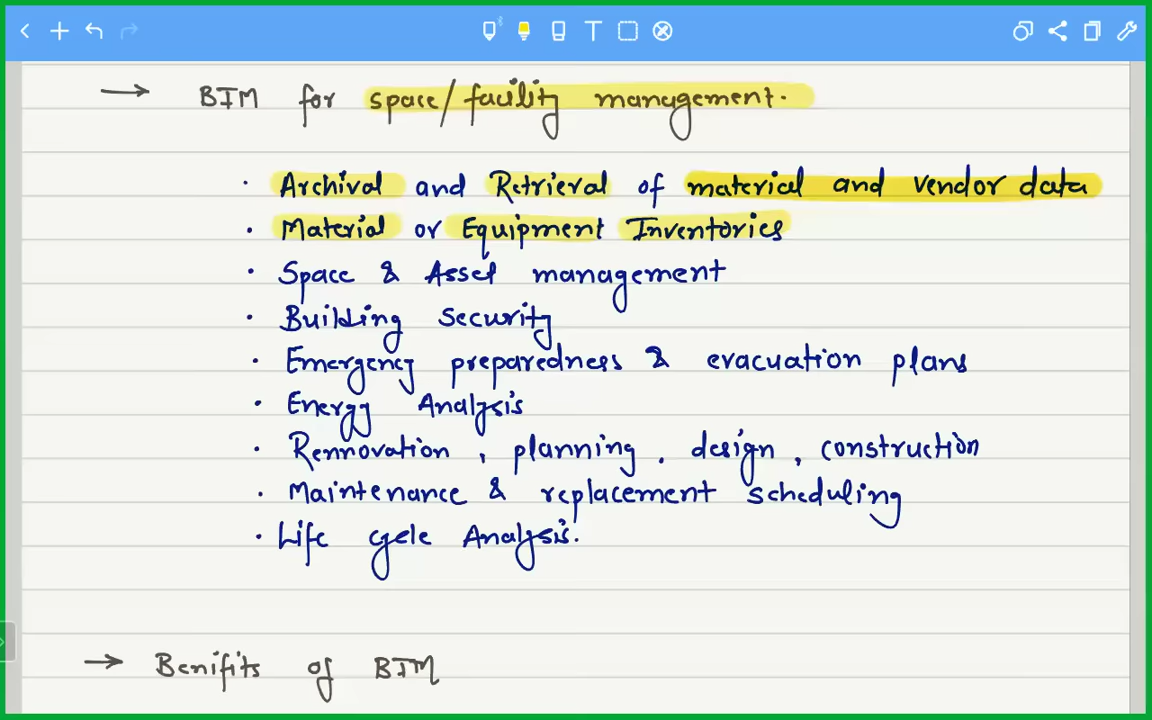 → BIM for space/facility management.
· Archival and Retrieval of material and vendor data
· Material or Equipment Inventories
· Space & Asset management
· Building security
· Emergency preparedness & evacuation plans
· Energy Analysis
· Rennovation, planning, design, construction
· Maintenance & replacement scheduling
· Life cycle Analysis.
→ Benifits of BIM